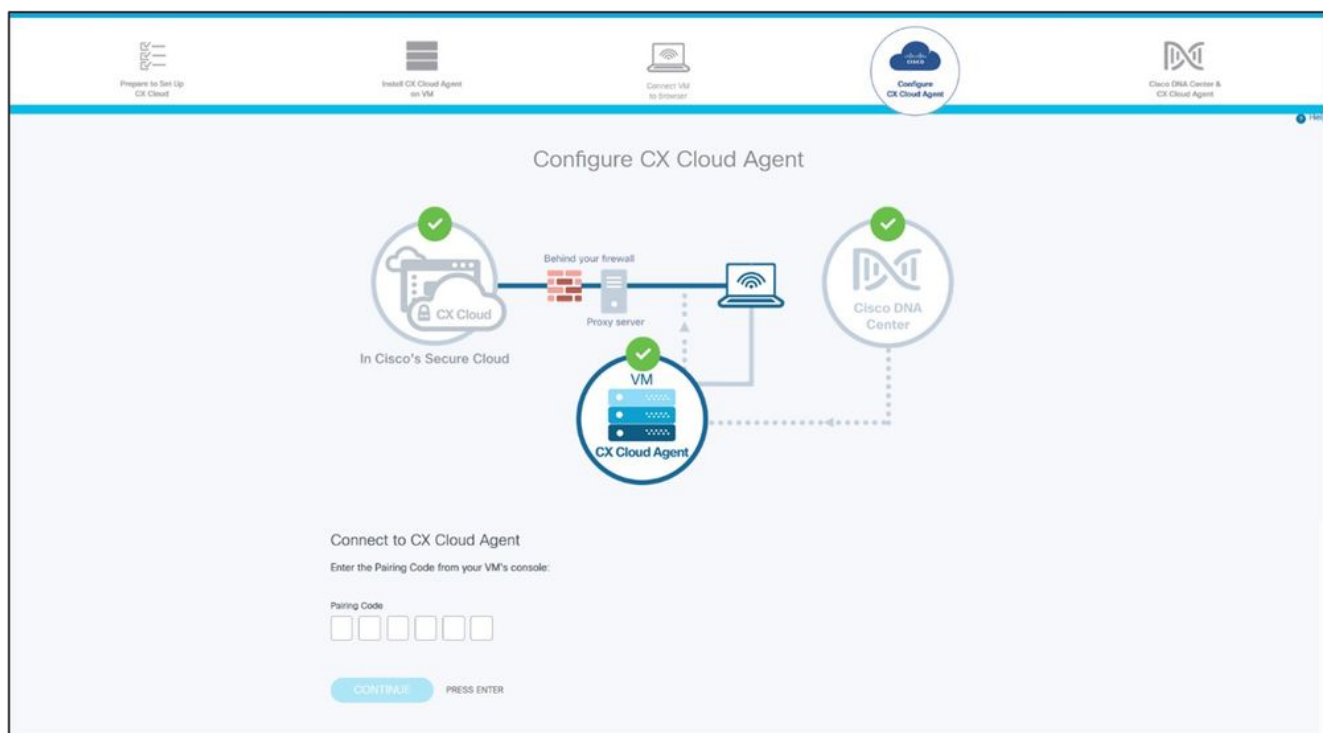 Prepare to Set Up
CX Cloud
Install CX Cloud Agent
on VM
Connect VM
to browser
CISCO
Configure
CX Cloud Agent
Cisco DNA Center &
CX Cloud Agent
Configure CX Cloud Agent
Behind your firewall
CX Cloud
Proxy server
Cisco DNA
Center
In Cisco's Secure Cloud
VM
CX Cloud Agent
Connect to CX Cloud Agent
Enter the Pairing Code from your VM's console:
Pairing Code
CONTINUE
PRESS ENTER